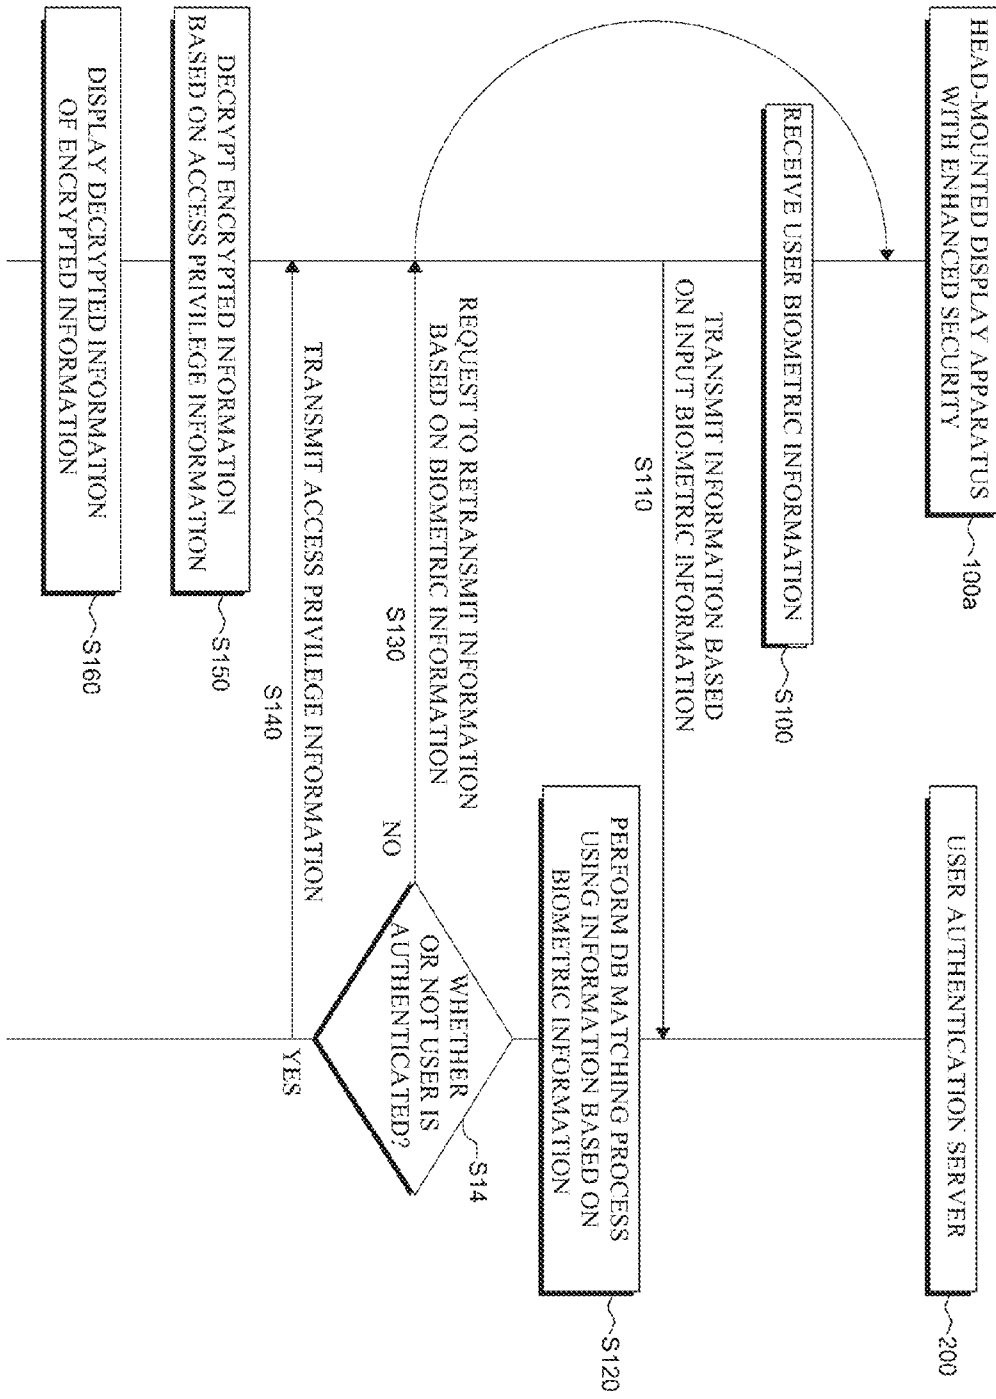 HEAD-MOUNTED DISPLAY APPARATUS
WITH ENHANCED SECURITY
100a
USER AUTHENTICATION SERVER
200
RECEIVE USER BIOMETRIC INFORMATION
S100
TRANSMIT INFORMATION BASED
ON INPUT BIOMETRIC INFORMATION
S110
PERFORM DB MATCHING PROCESS
USING INFORMATION BASED ON
BIOMETRIC INFORMATION
S120
REQUEST TO RETRANSMIT INFORMATION
BASED ON BIOMETRIC INFORMATION
S130
NO
WHETHER
OR NOT USER IS
AUTHENTICATED?
S14
TRANSMIT ACCESS PRIVILEGE INFORMATION
S140
YES
DECRYPT ENCRYPTED INFORMATION
BASED ON ACCESS PRIVILEGE INFORMATION
S150
DISPLAY DECRYPTED INFORMATION
OF ENCRYPTED INFORMATION
S160